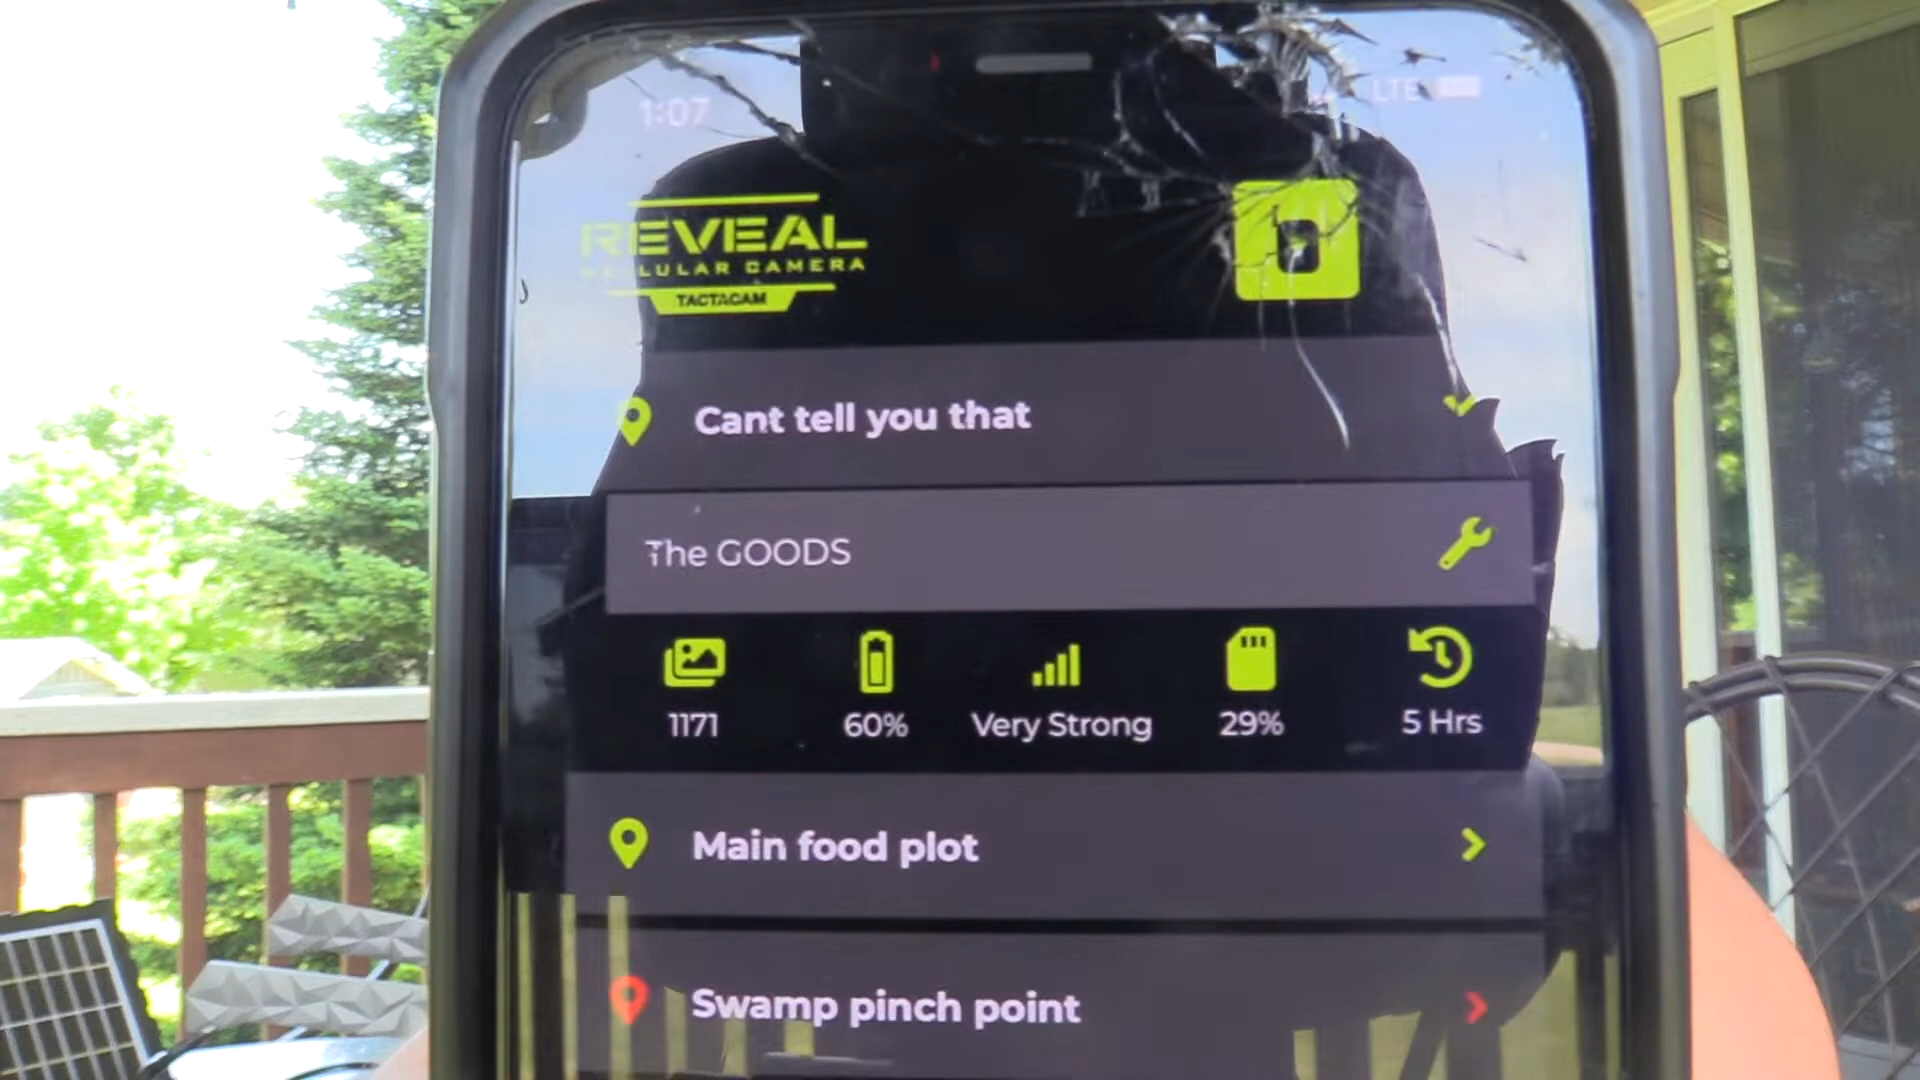 1:07
LTE
REVEAL
CELLULAR CAMERA
TACTACAM
Cant tell you that
The GOODS
1171
60%
Very Strong
29%
5 Hrs
Main food plot
Swamp pinch point